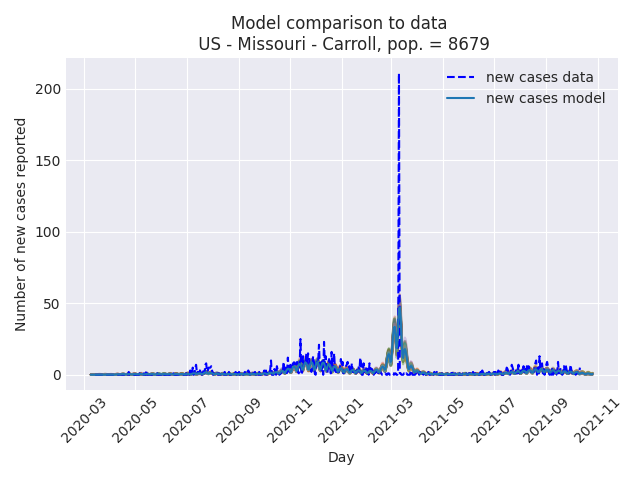 Model comparison to data
US - Missouri - Carroll, pop. = 8679
new cases data
new cases model
Number of new cases reported
200
150
100
50
0
2020-03
2020-05
2020-07
2020-09
2020-11
2021-01
2021-03
2021-05
2021-07
2021-09
2021-11
Day